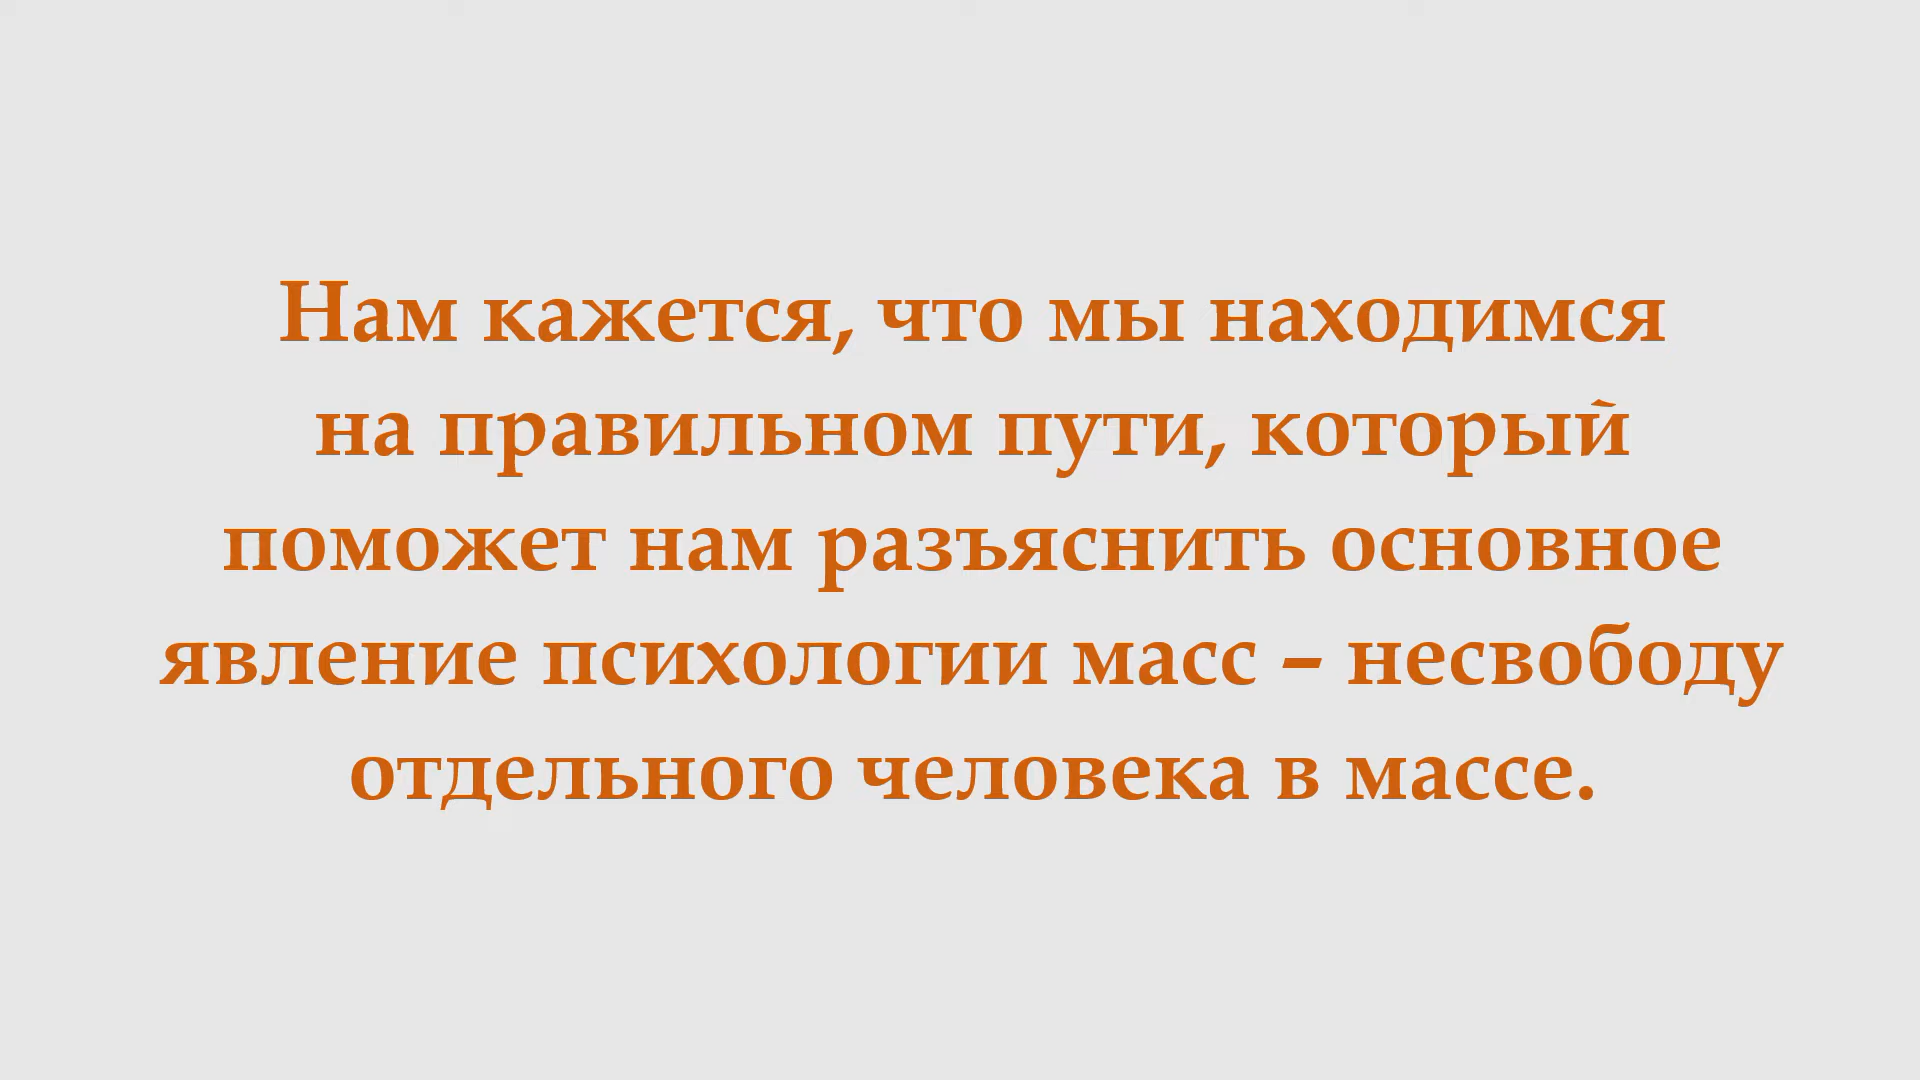 Нам кажется, что мы находимся
на правильном пути, который
поможет нам разъяснить основное
явление психологии масс – несвободу
отдельного человека в массе.